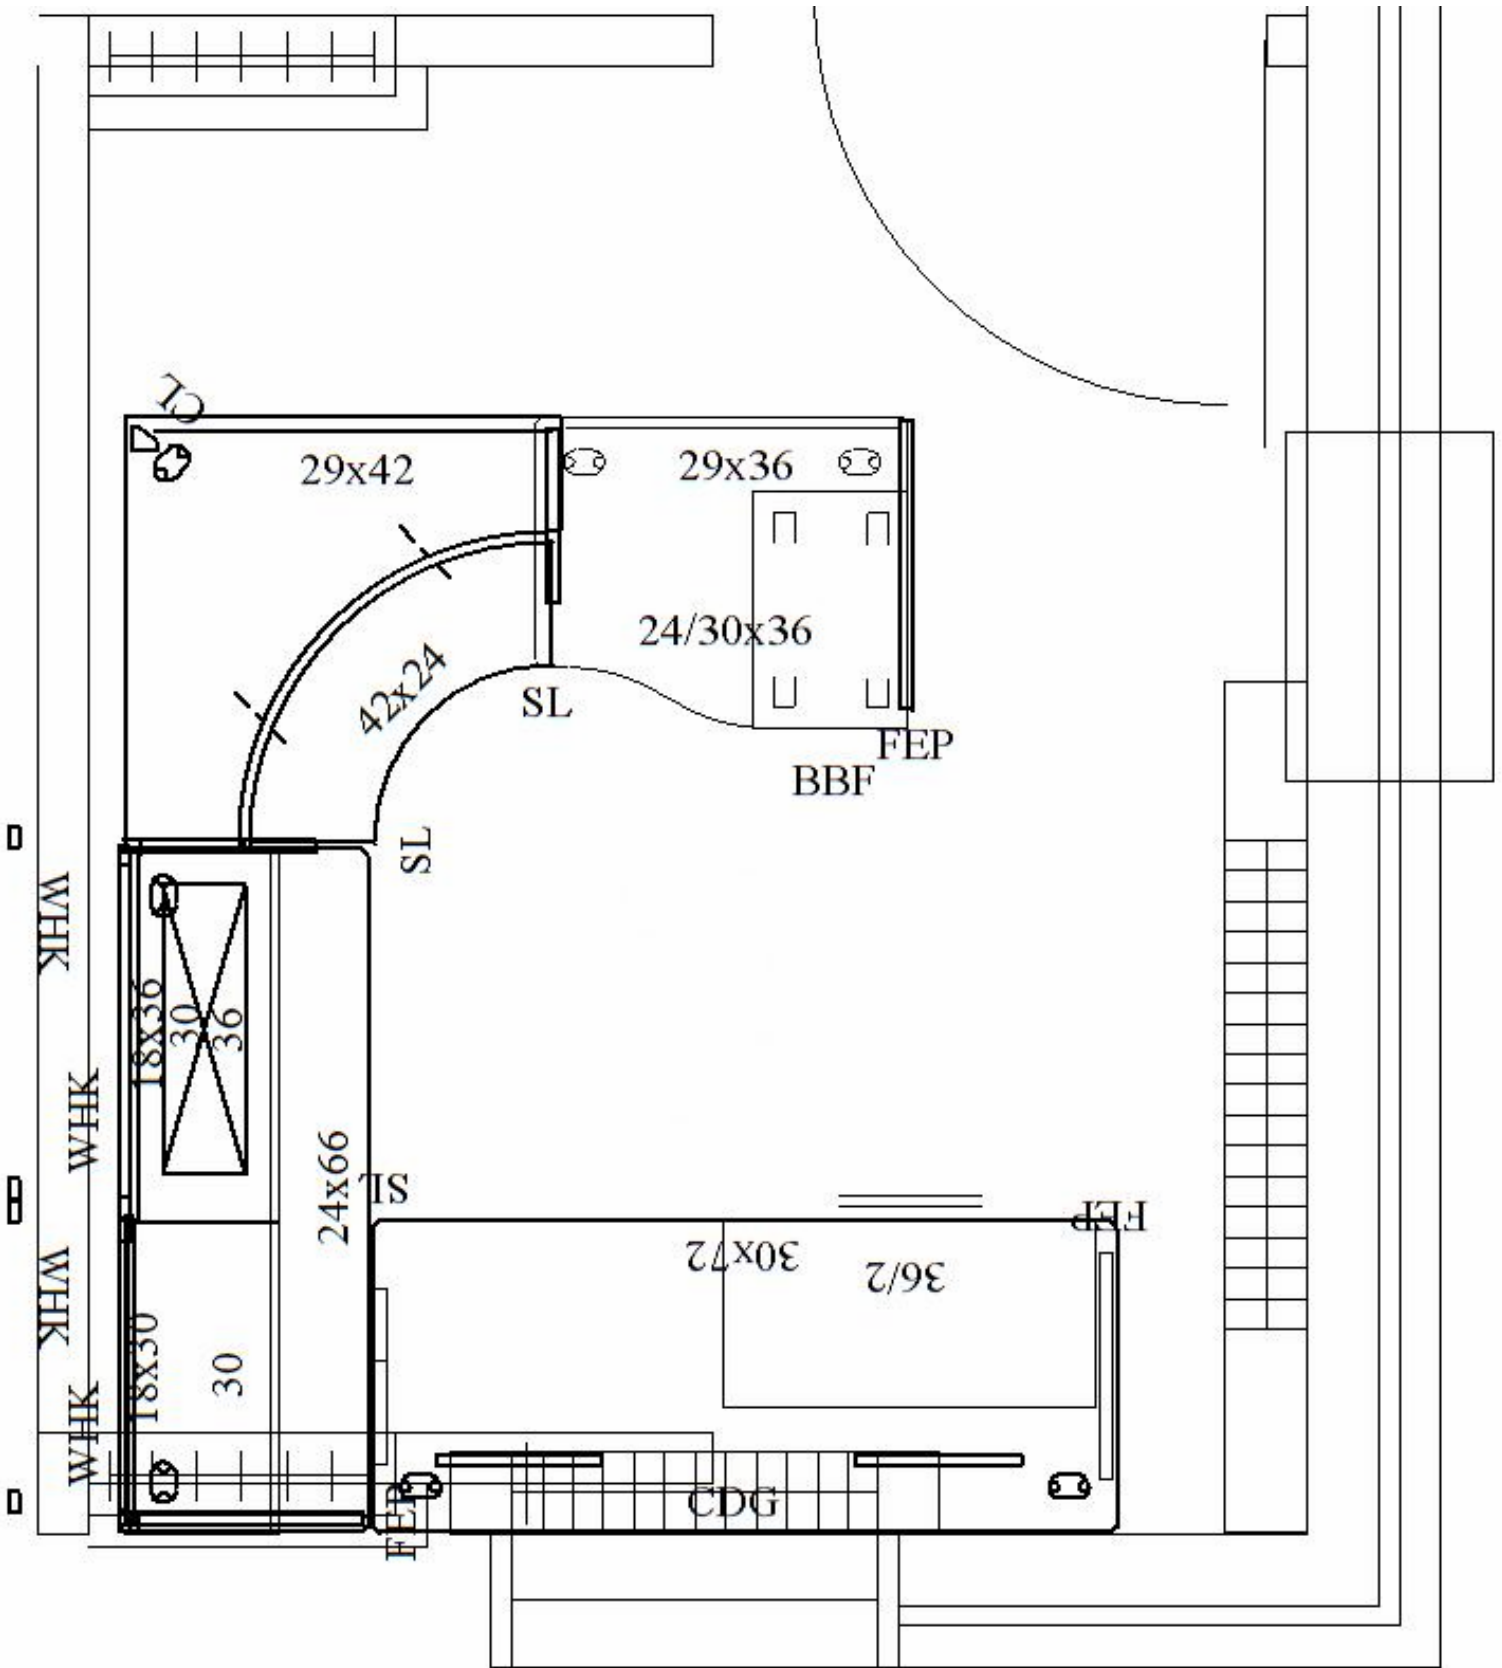 CL
29x42
29x36
24/30x36
42x24
SL
FEP
BBF
SL
WHK
18x36
30
36
WHK
24x66
SL
FEP
30x72
36/2
WHK
18x30
30
WHK
CDG
FEP